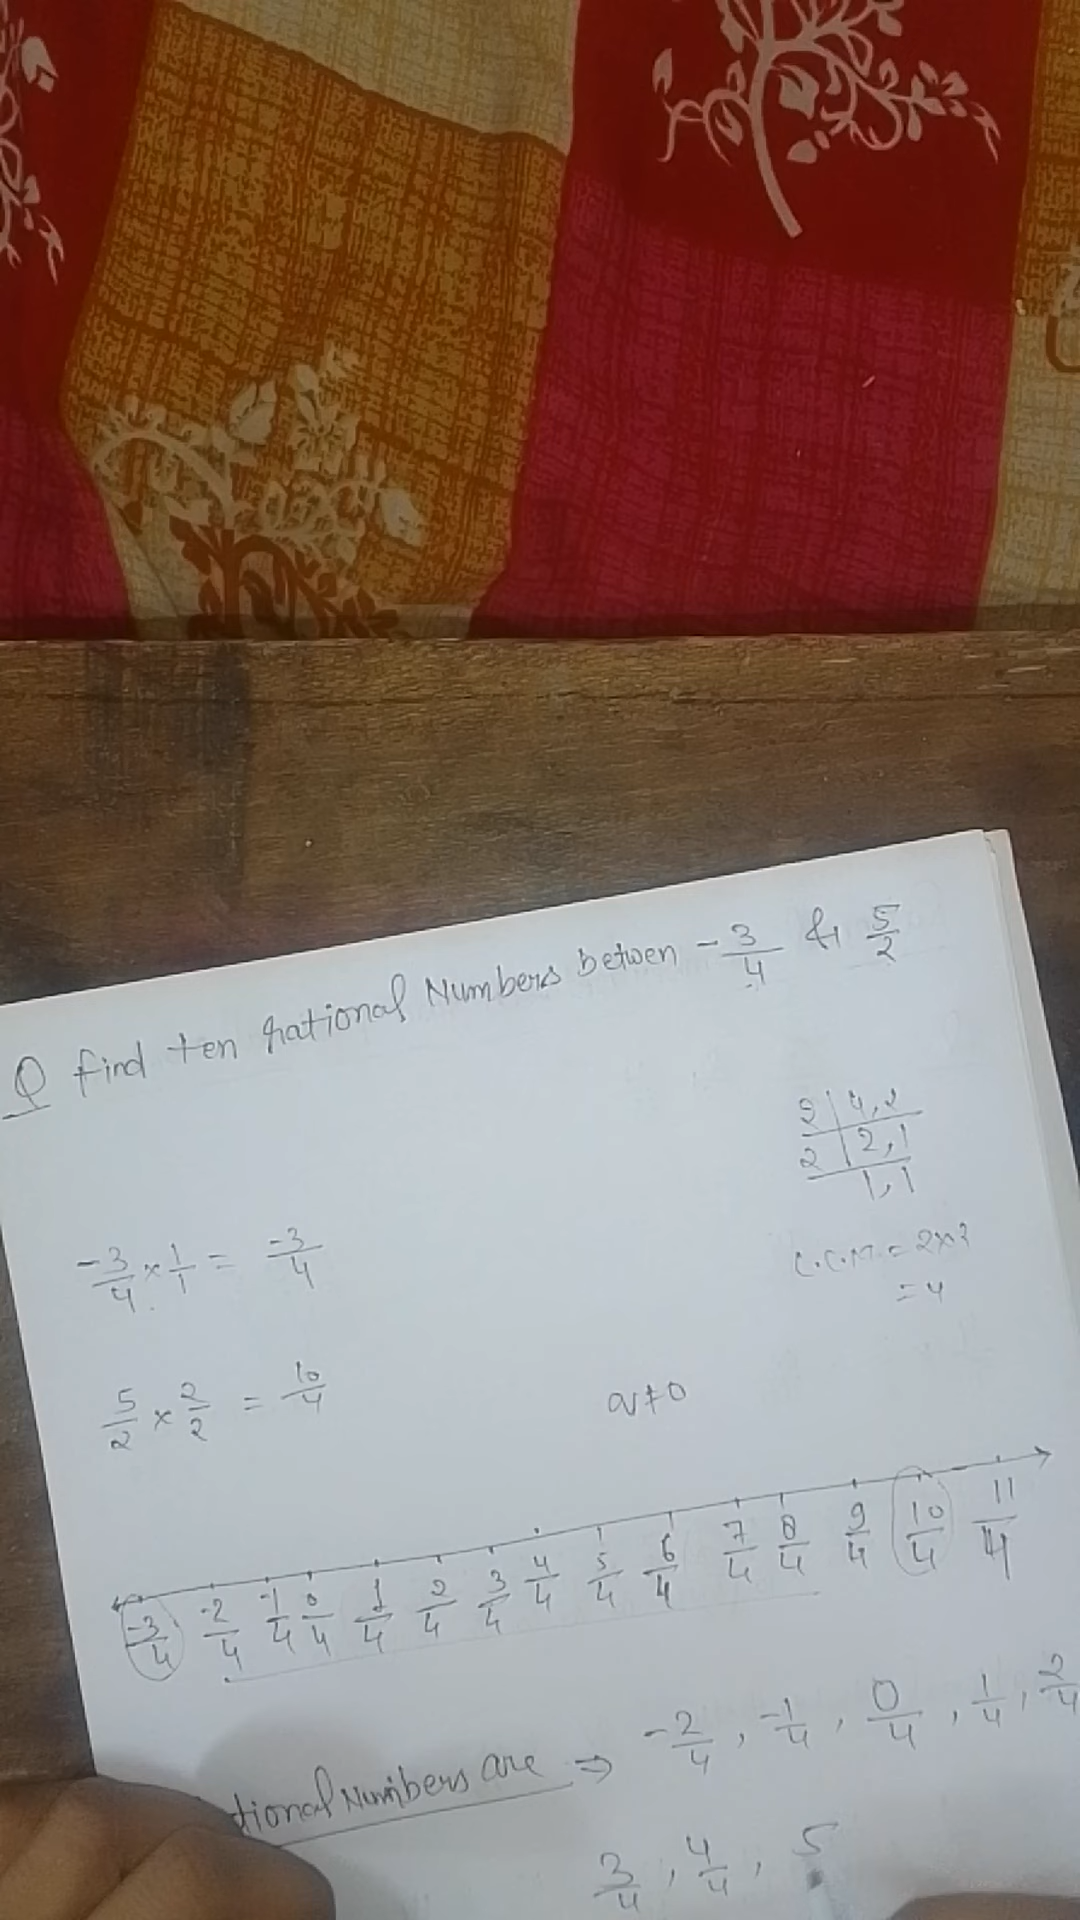 Q find ten rational Numbers betwen -3/4 & 5/2
2 | 4, 2
2 | 2, 1
1, 1
-3/4 × 1/1 = -3/4
L.C.M. = 2×2
= 4
5/2 × 2/2 = 10/4
≠0
-3/4 -2/4 -1/4 0/4 1/4 2/4 3/4 4/4 5/4 6/4 7/4 8/4 9/4 10/4 11/4
tional Numbers are ⇒ -2/4, -1/4, 0/4, 1/4, 2/4
3/4, 4/4, 5